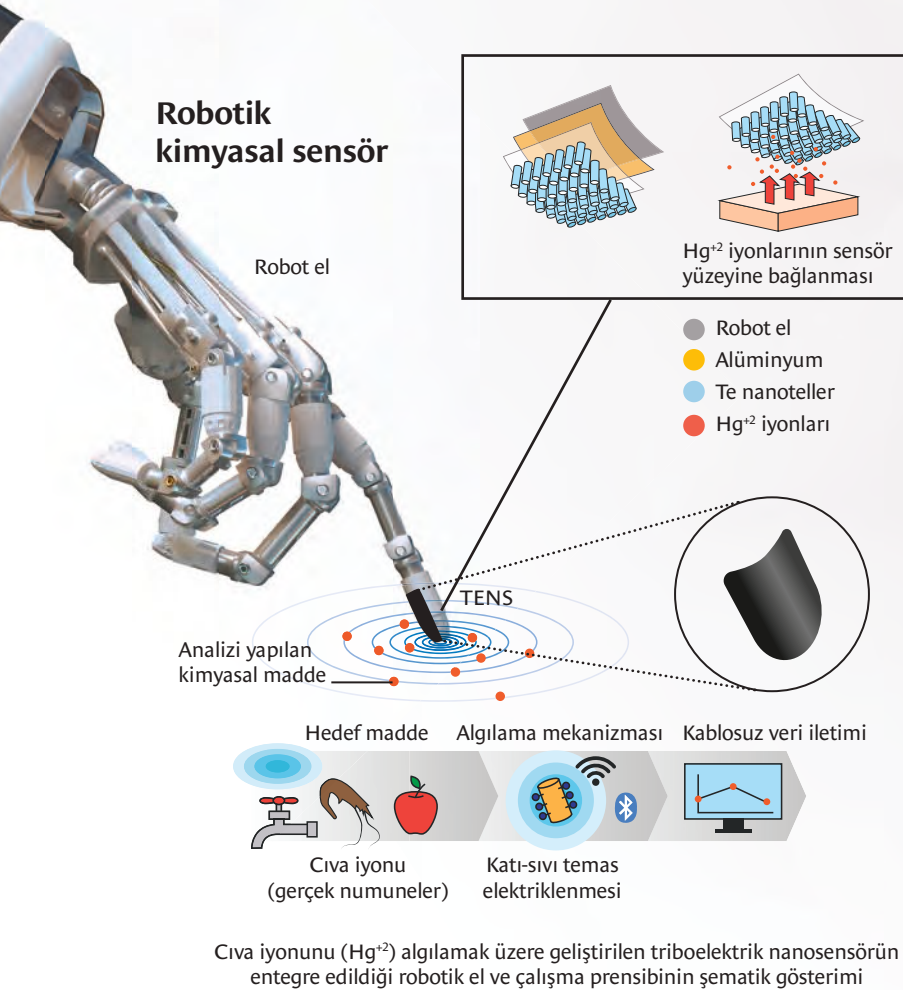 Robotik
kimyasal sensör
Robot el
Hg⁺² iyonlarının sensör
yüzeyine bağlanması
Robot el
Alüminyum
Te nanoteller
Hg⁺² iyonları
TENS
Analizi yapılan
kimyasal madde
Hedef madde
Algılama mekanizması
Kablosuz veri iletimi
Cıva iyonu
(gerçek numuneler)
Katı-sıvı temas
elektriklenmesi
Cıva iyonunu (Hg⁺²) algılamak üzere geliştirilen triboelektrik nanosensörün
entegre edildiği robotik el ve çalışma prensibinin şematik gösterimi